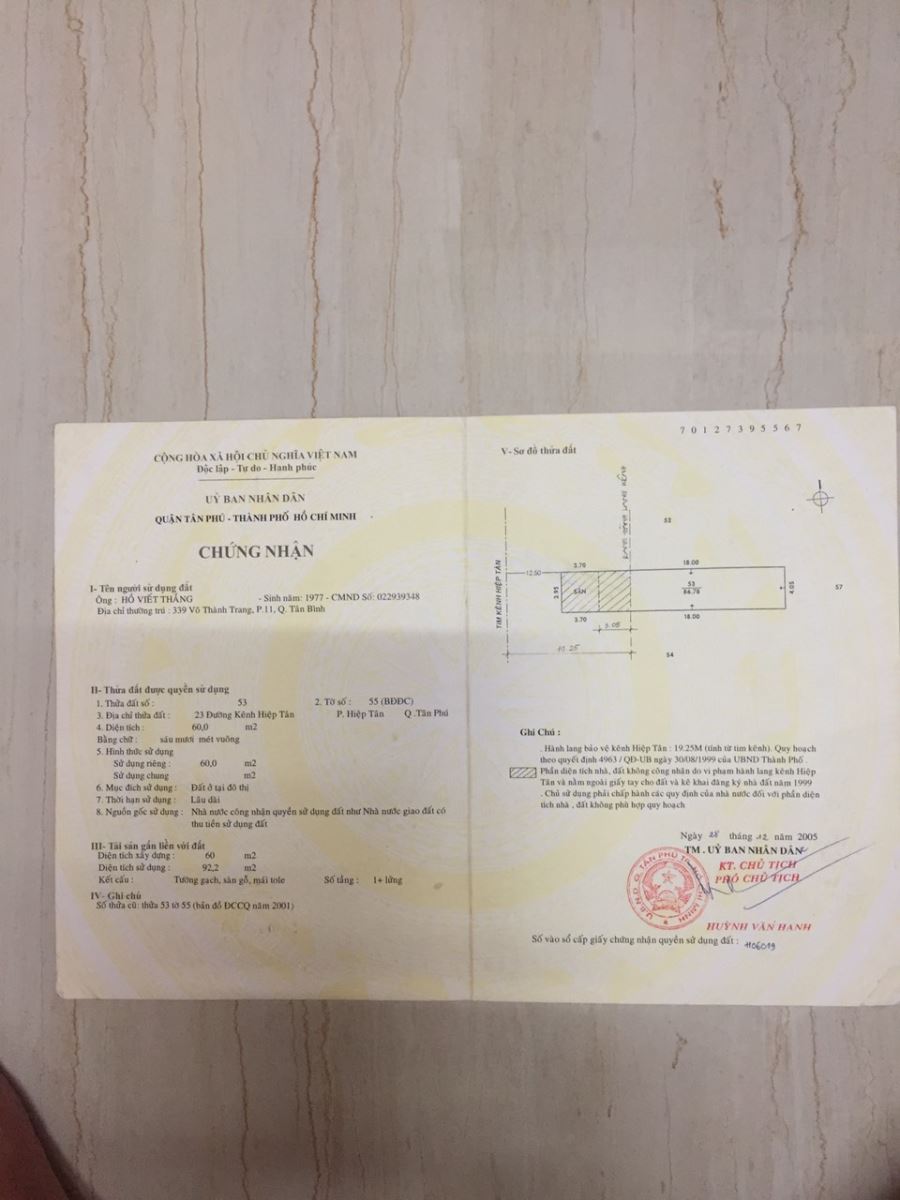 CỘNG HÒA XÃ HỘI CHỦ NGHĨA VIỆT NAM
Độc lập - Tự do - Hạnh phúc
UỶ BAN NHÂN DÂN
QUẬN TÂN PHÚ - THÀNH PHỐ HỒ CHÍ MINH
CHỨNG NHẬN
I- Tên người sử dụng đất
Ông : HỒ VIẾT THẮNG - Sinh năm: 1977 - CMND Số: 022939348
Địa chỉ thường trú : 339 Võ Thành Trang, P.11, Q. Tân Bình
II- Thửa đất được quyền sử dụng
1. Thửa đất số : 53 2. Tờ số : 55 (BĐĐC)
3. Địa chỉ thửa đất : 23 Đường Kênh Hiệp Tân P. Hiệp Tân Q .Tân Phú
4. Diện tích : 60,0 m2
Bằng chữ : sáu mươi mét vuông
5. Hình thức sử dụng
Sử dụng riêng : 60,0 m2
Sử dụng chung m2
6. Mục đích sử dụng : Đất ở tại đô thị
7. Thời hạn sử dụng : Lâu dài
8. Nguồn gốc sử dụng : Nhà nước công nhận quyền sử dụng đất như Nhà nước giao đất có
thu tiền sử dụng đất
III- Tài sản gắn liền với đất
Diện tích xây dựng : 60 m2
Diện tích sử dụng : 92,2 m2
Kết cấu : Tường gạch, sàn gỗ, mái tole Số tầng : 1+ lửng
IV- Ghi chú
Số thửa cũ: thửa 53 tờ 55 (bản đồ ĐCCQ năm 2001)
70127395567
V- Sơ đồ thửa đất
52
TIM KÊNH HIỆP TÂN
12.50
3.70
18.00
2.95
SÂN
53
84.78
4.05
57
3.70
18.00
3.05
19.25
54
Ghi Chú :
. Hành lang bảo vệ kênh Hiệp Tân : 19.25M (tính từ tim kênh). Quy hoạch
theo quyết định 4963 / QĐ-UB ngày 30/08/1999 của UBND Thành Phố
Phần diện tích nhà, đất không công nhân do vi phạm hành lang kênh Hiệp
Tân và nằm ngoài giấy tay cho đất và kê khai đăng ký nhà đất năm 1999
. Chủ sử dụng phải chấp hành các quy định của nhà nước đối với phần diện
tích nhà , đất không phù hợp quy hoạch
Ngày 28 tháng 12 năm 2005
TM . UỶ BAN NHÂN DÂN
KT. CHỦ TỊCH
PHÓ CHỦ TỊCH
HUỲNH VĂN HẠNH
Số vào sổ cấp giấy chứng nhận quyền sử dụng đất :